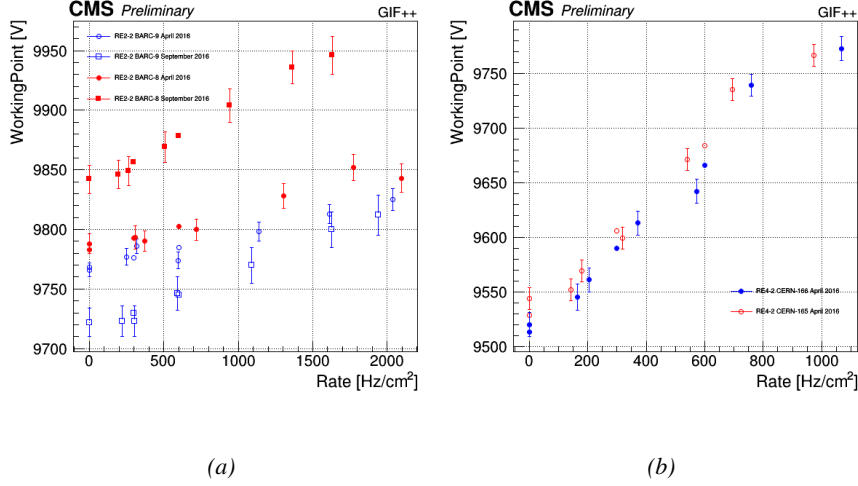 CMS Preliminary GIF++
WorkingPoint [V]
9950
9900
9850
9800
9750
9700
RE2-2 BARC-9 April 2016
RE2-2 BARC-9 September 2016
RE2-2 BARC-8 April 2016
RE2-2 BARC-8 September 2016
0 500 1000 1500 2000
Rate [Hz/cm²]
(a)
CMS Preliminary GIF++
WorkingPoint [V]
9750
9700
9650
9600
9550
9500
RE4-2 CERN-166 April 2016
RE4-2 CERN-165 April 2016
0 200 400 600 800 1000
Rate [Hz/cm²]
(b)